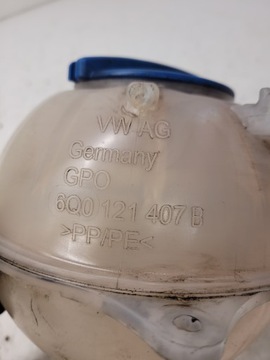 VW AG
Germany
GPO
6Q0 121 407 B
>PP/PE<